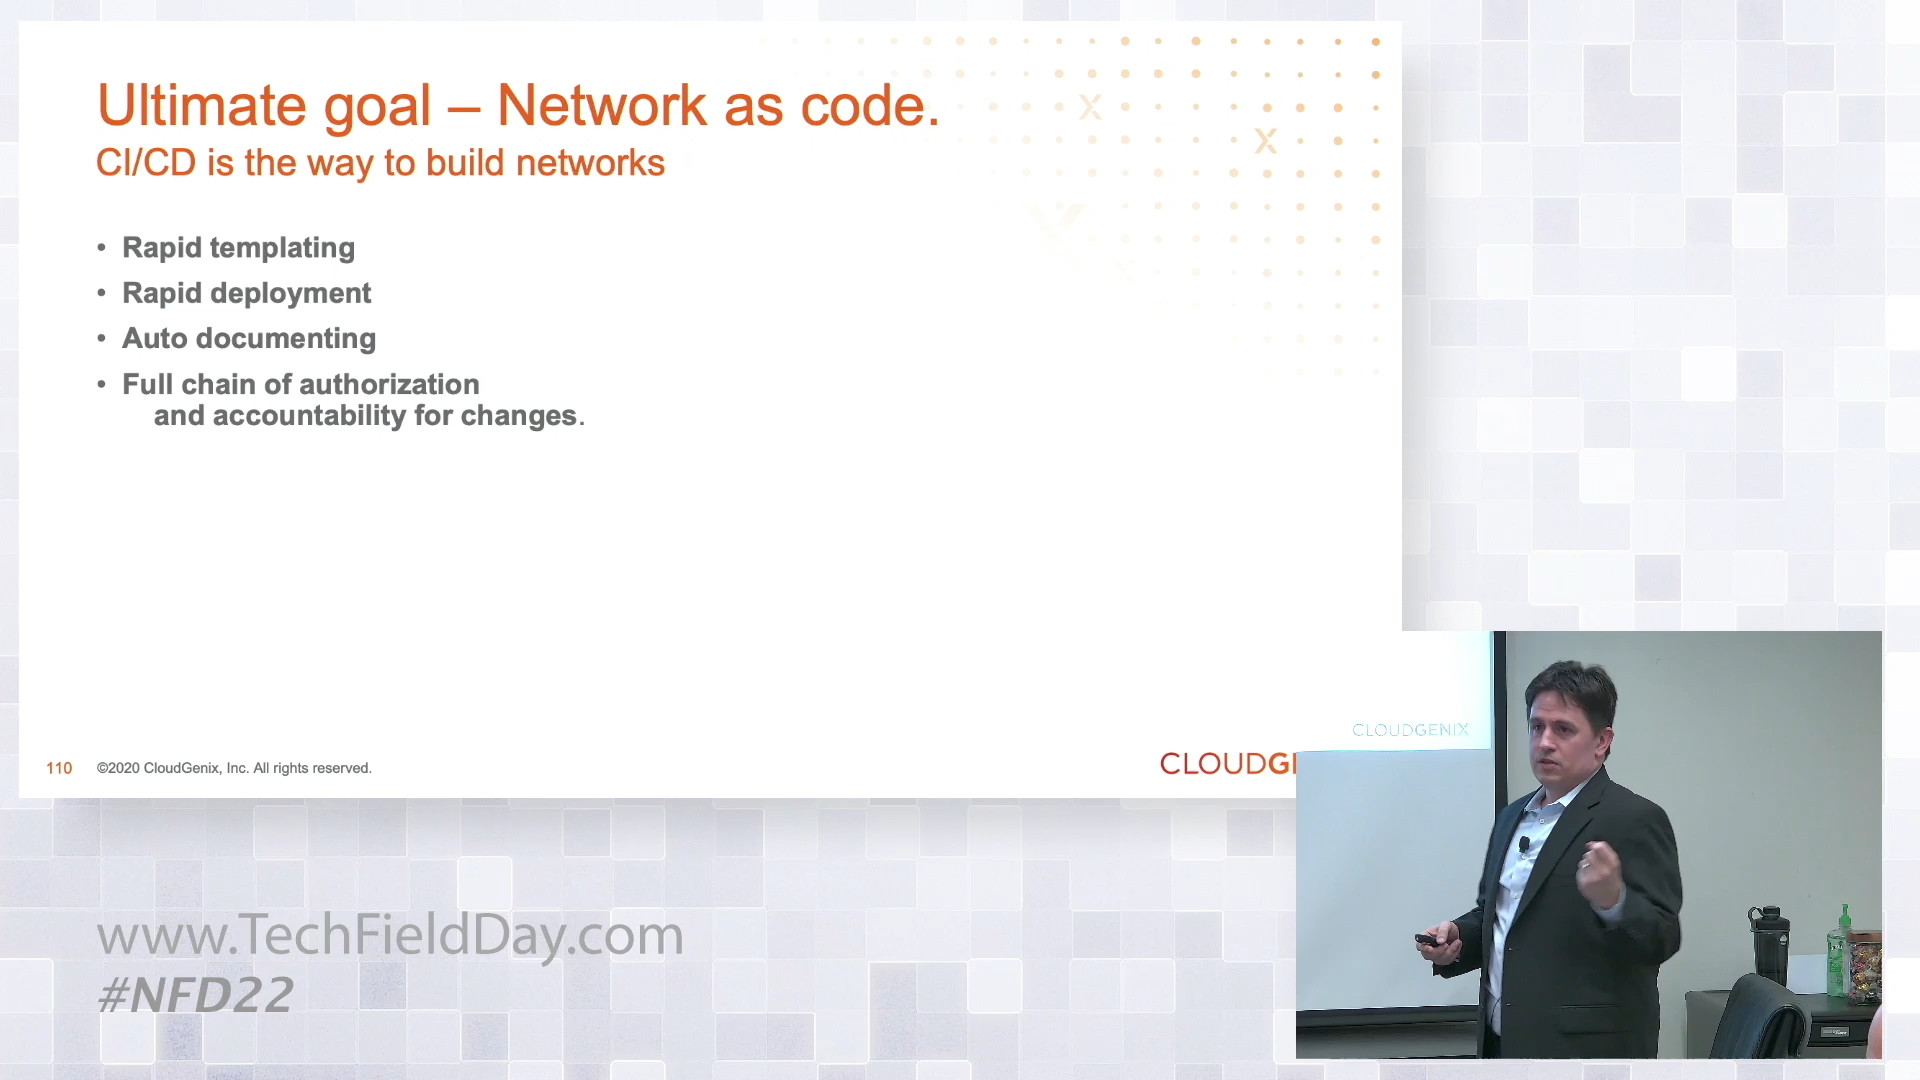 Ultimate goal – Network as code.
CI/CD is the way to build networks
• Rapid templating
• Rapid deployment
• Auto documenting
• Full chain of authorization
and accountability for changes.
110 ©2020 CloudGenix, Inc. All rights reserved.
CLOUDGE
CLOUDGENIX
www.TechFieldDay.com
#NFD22